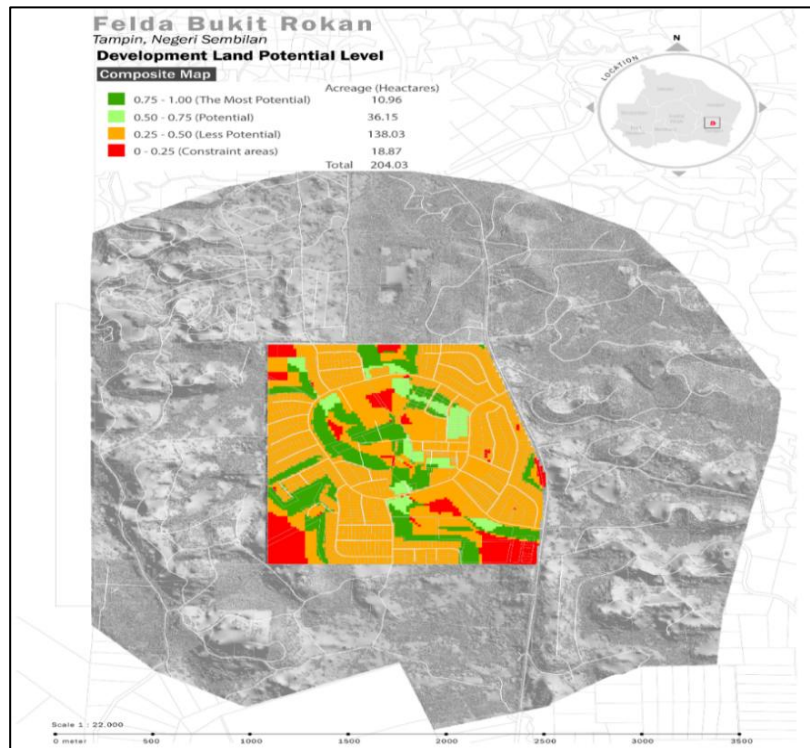 Felda Bukit Rokan
Tampin, Negeri Sembilan
Development Land Potential Level
Composite Map
Acreage (Heactares)
0.75 - 1.00 (The Most Potential) 10.96
0.50 - 0.75 (Potential) 36.15
0.25 - 0.50 (Less Potential) 138.03
0 - 0.25 (Constraint areas) 18.87
Total 204.03
N
LOCATION
Scale 1 : 22.000
0 meter 500 1000 1500 2000 2500 3000 3500